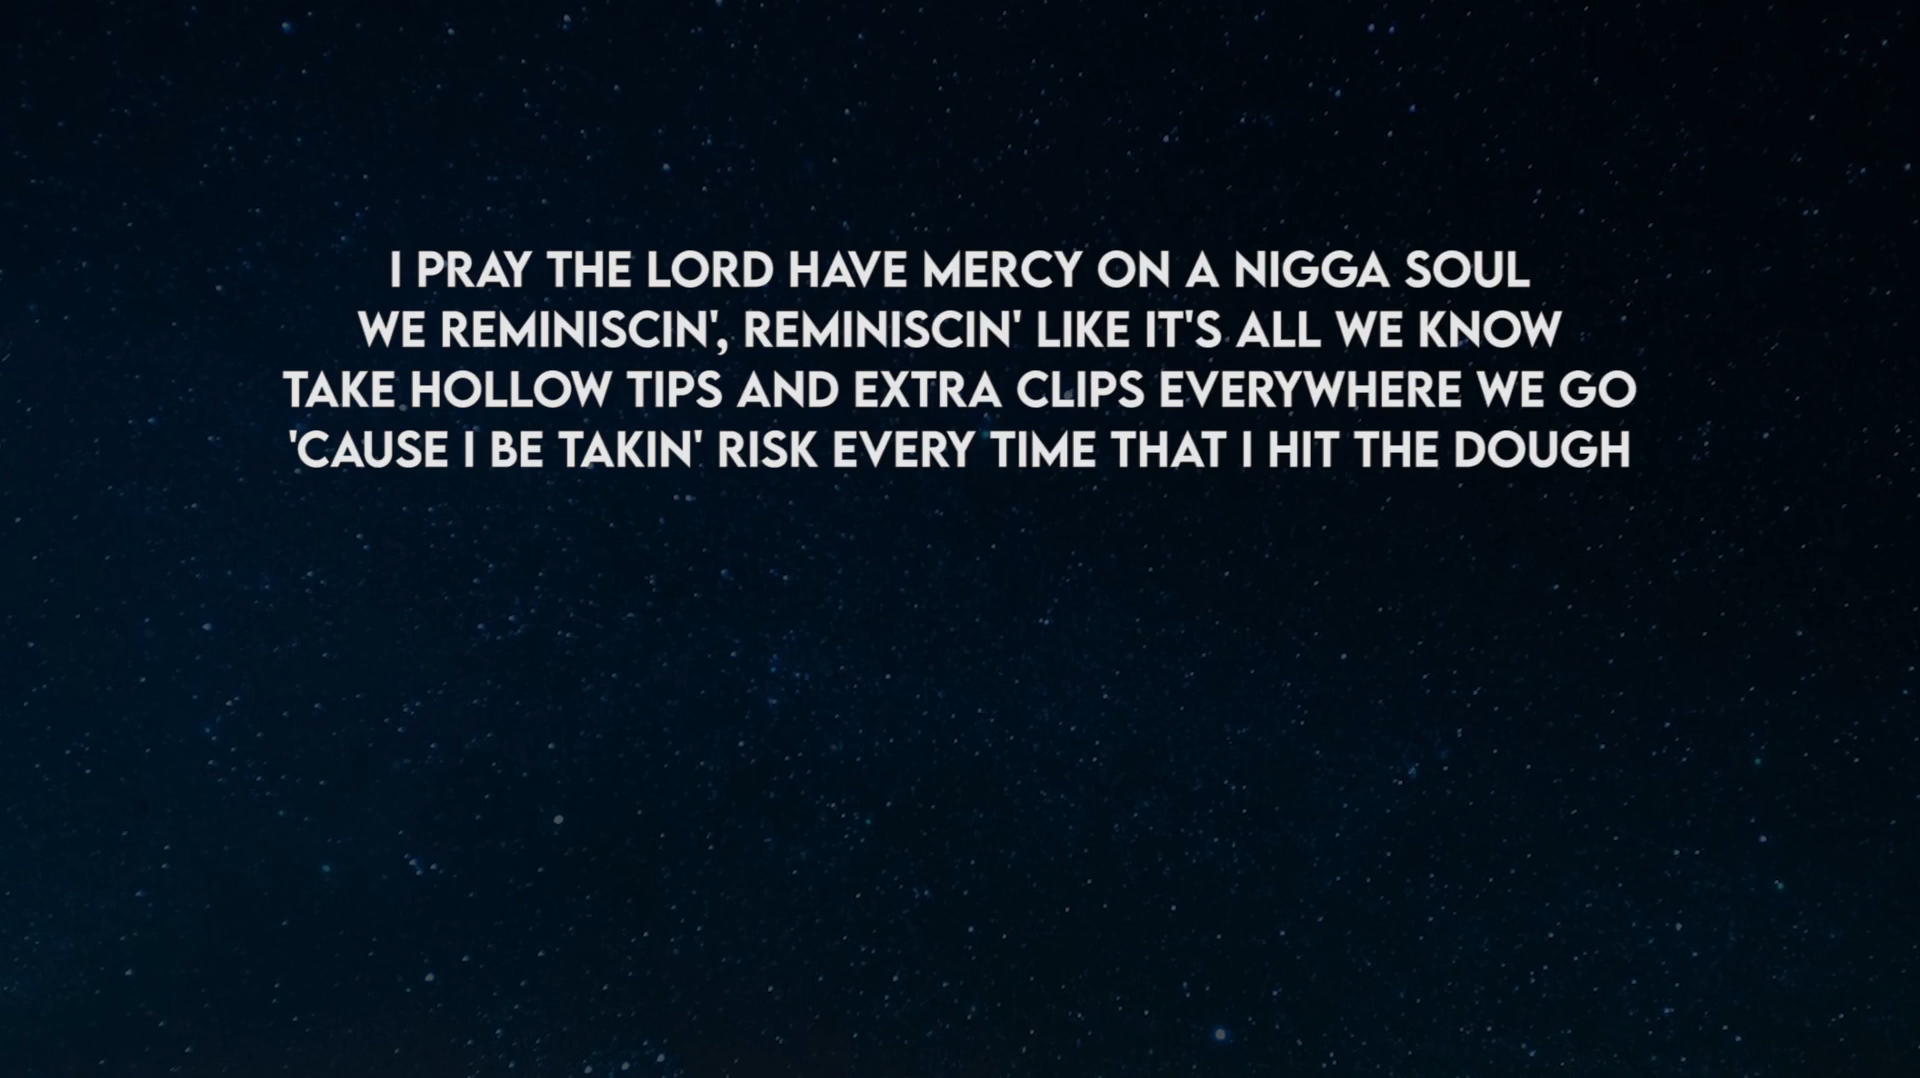 I PRAY THE LORD HAVE MERCY ON A NIGGA SOUL
WE REMINISCIN', REMINISCIN' LIKE IT'S ALL WE KNOW
TAKE HOLLOW TIPS AND EXTRA CLIPS EVERYWHERE WE GO
'CAUSE I BE TAKIN' RISK EVERY TIME THAT I HIT THE DOUGH